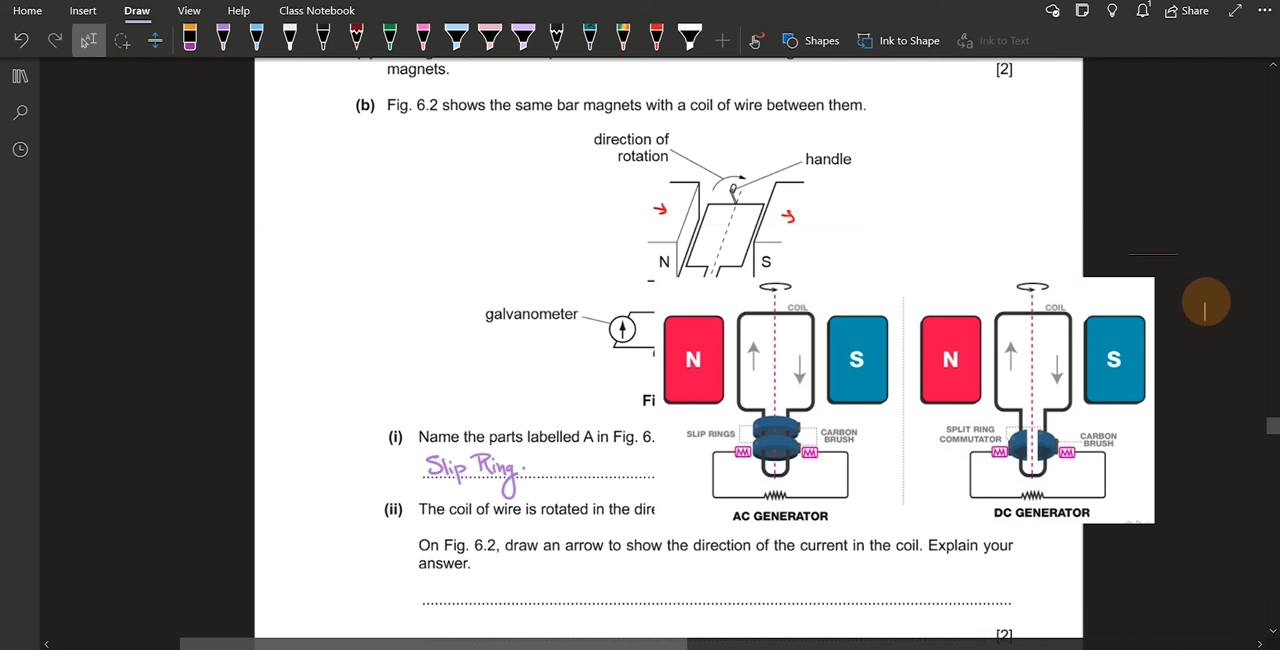 Home Insert Draw View Help Class Notebook Share
Shapes Ink to Shape Ink to Text
magnets. [2]
(b) Fig. 6.2 shows the same bar magnets with a coil of wire between them.
direction of
rotation
handle
N S
galvanometer
COIL COIL
N S N S
SLIP RINGS CARBON
BRUSH
SPLIT RING
COMMUTATOR
CARBON
BRUSH
AC GENERATOR DC GENERATOR
(i) Name the parts labelled A in Fig. 6.
Slip Ring.
(ii) The coil of wire is rotated in the dire
On Fig. 6.2, draw an arrow to show the direction of the current in the coil. Explain your
answer.
[2]